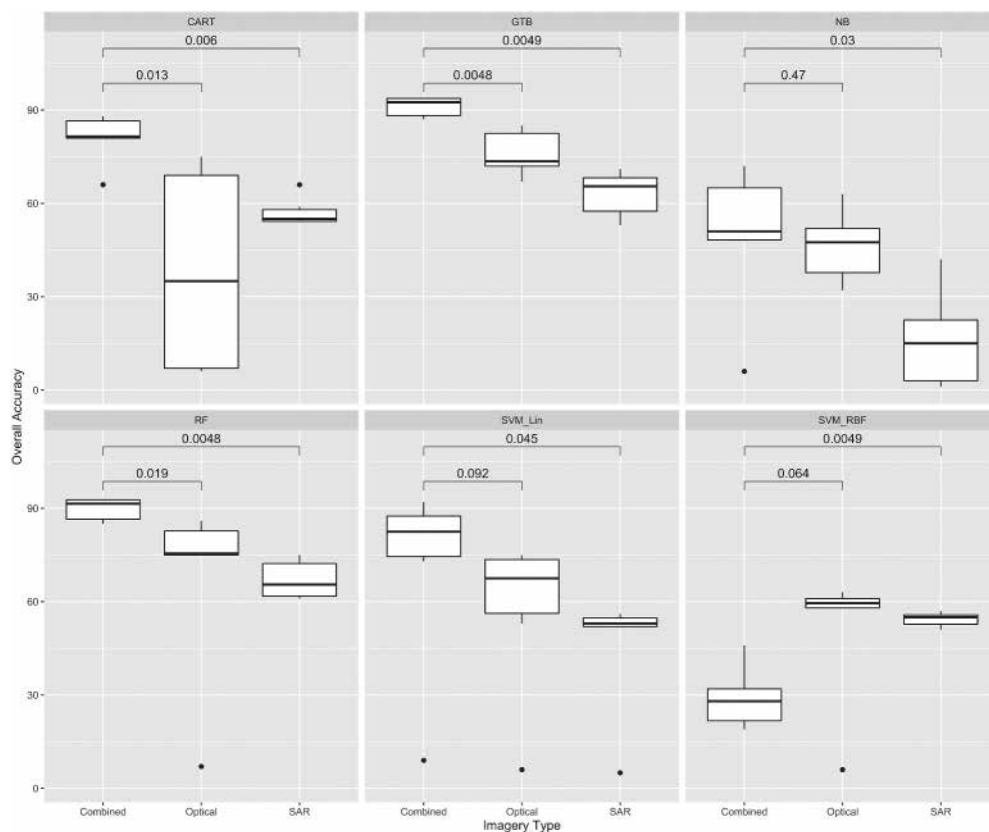 CART GTB NB
0.006 0.0049 0.03
0.013 0.0048 0.47
90
60
30
0
Overall Accuracy
RF SVM_Lin SVM_RBF
0.0048 0.045 0.0049
0.019 0.092 0.064
90
60
30
0
Combined Optical SAR Combined Optical SAR Combined Optical SAR
Imagery Type